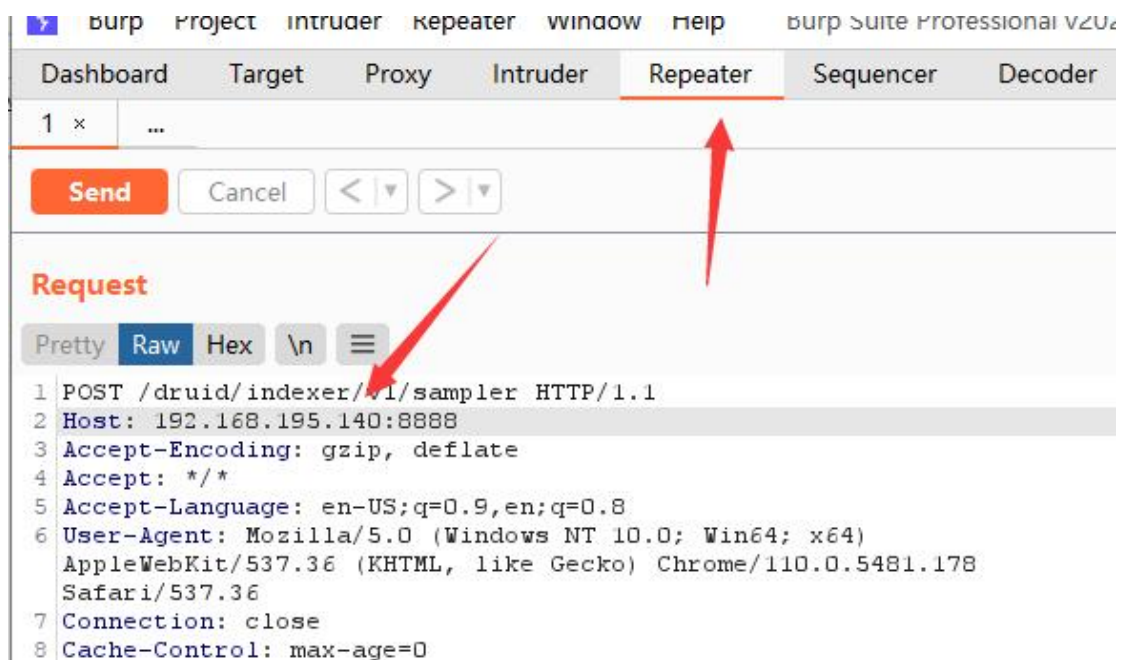 Burp Project Intruder Repeater Window Help Burp Suite Professional v202
Dashboard Target Proxy Intruder Repeater Sequencer Decoder
1 × ...
Send Cancel < ▼ > ▼
Request
Pretty Raw Hex \n ≡
1 POST /druid/indexer/v1/sampler HTTP/1.1
2 Host: 192.168.195.140:8888
3 Accept-Encoding: gzip, deflate
4 Accept: */*
5 Accept-Language: en-US;q=0.9,en;q=0.8
6 User-Agent: Mozilla/5.0 (Windows NT 10.0; Win64; x64)
AppleWebKit/537.36 (KHTML, like Gecko) Chrome/110.0.5481.178
Safari/537.36
7 Connection: close
8 Cache-Control: max-age=0